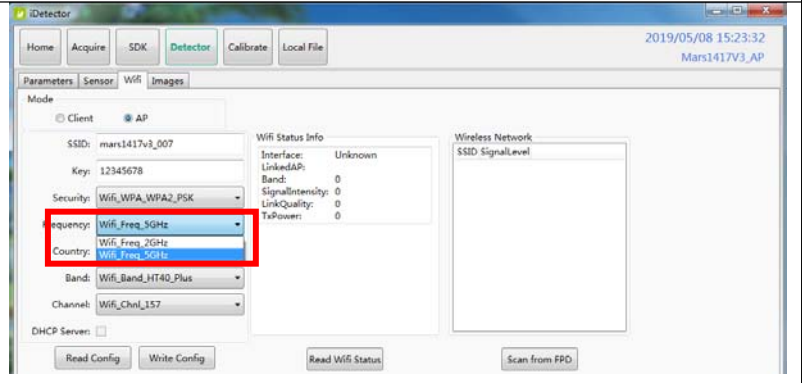 iDetector
Home Acquire SDK Detector Calibrate Local File
2019/05/08 15:23:32
Mars1417V3_AP
Parameters Sensor Wifi Images
Mode
Client AP
SSID: mars1417v3_007
Key: 12345678
Security: Wifi_WPA_WPA2_PSK
Frequency: Wifi_Freq_5GHz
Wifi_Freq_2GHz
Wifi_Freq_5GHz
Country:
Band: Wifi_Band_HT40_Plus
Channel: Wifi_Chnl_157
DHCP Server:
Read Config Write Config
Wifi Status Info
Interface: Unknown
LinkedAP:
Band: 0
SignalIntensity: 0
LinkQuality: 0
TxPower: 0
Read Wifi Status
Wireless Network
SSID SignalLevel
Scan from FPD